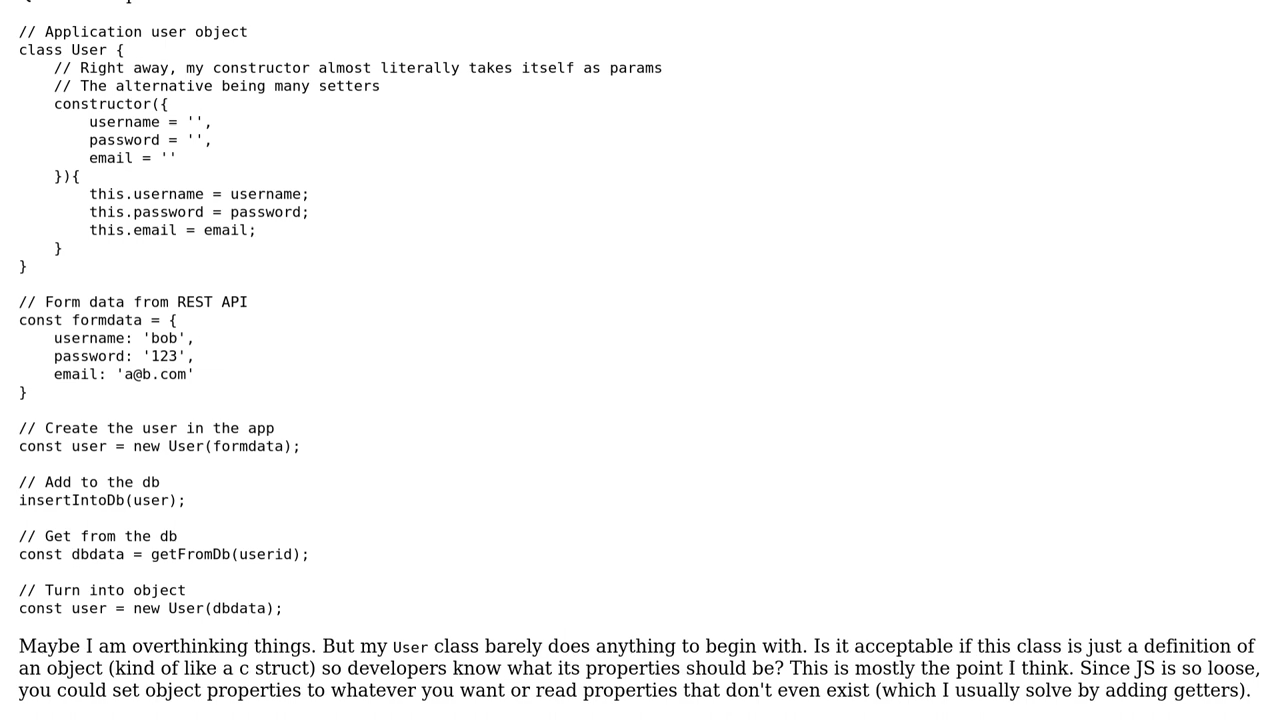 // Application user object
class User {
    // Right away, my constructor almost literally takes itself as params
    // The alternative being many setters
    constructor({
        username = '',
        password = '',
        email = ''
    }){
        this.username = username;
        this.password = password;
        this.email = email;
    }
}

// Form data from REST API
const formdata = {
    username: 'bob',
    password: '123',
    email: 'a@b.com'
}

// Create the user in the app
const user = new User(formdata);

// Add to the db
insertIntoDb(user);

// Get from the db
const dbdata = getFromDb(userid);

// Turn into object
const user = new User(dbdata);

Maybe I am overthinking things. But my User class barely does anything to begin with. Is it acceptable if this class is just a definition of
an object (kind of like a c struct) so developers know what its properties should be? This is mostly the point I think. Since JS is so loose,
you could set object properties to whatever you want or read properties that don't even exist (which I usually solve by adding getters).